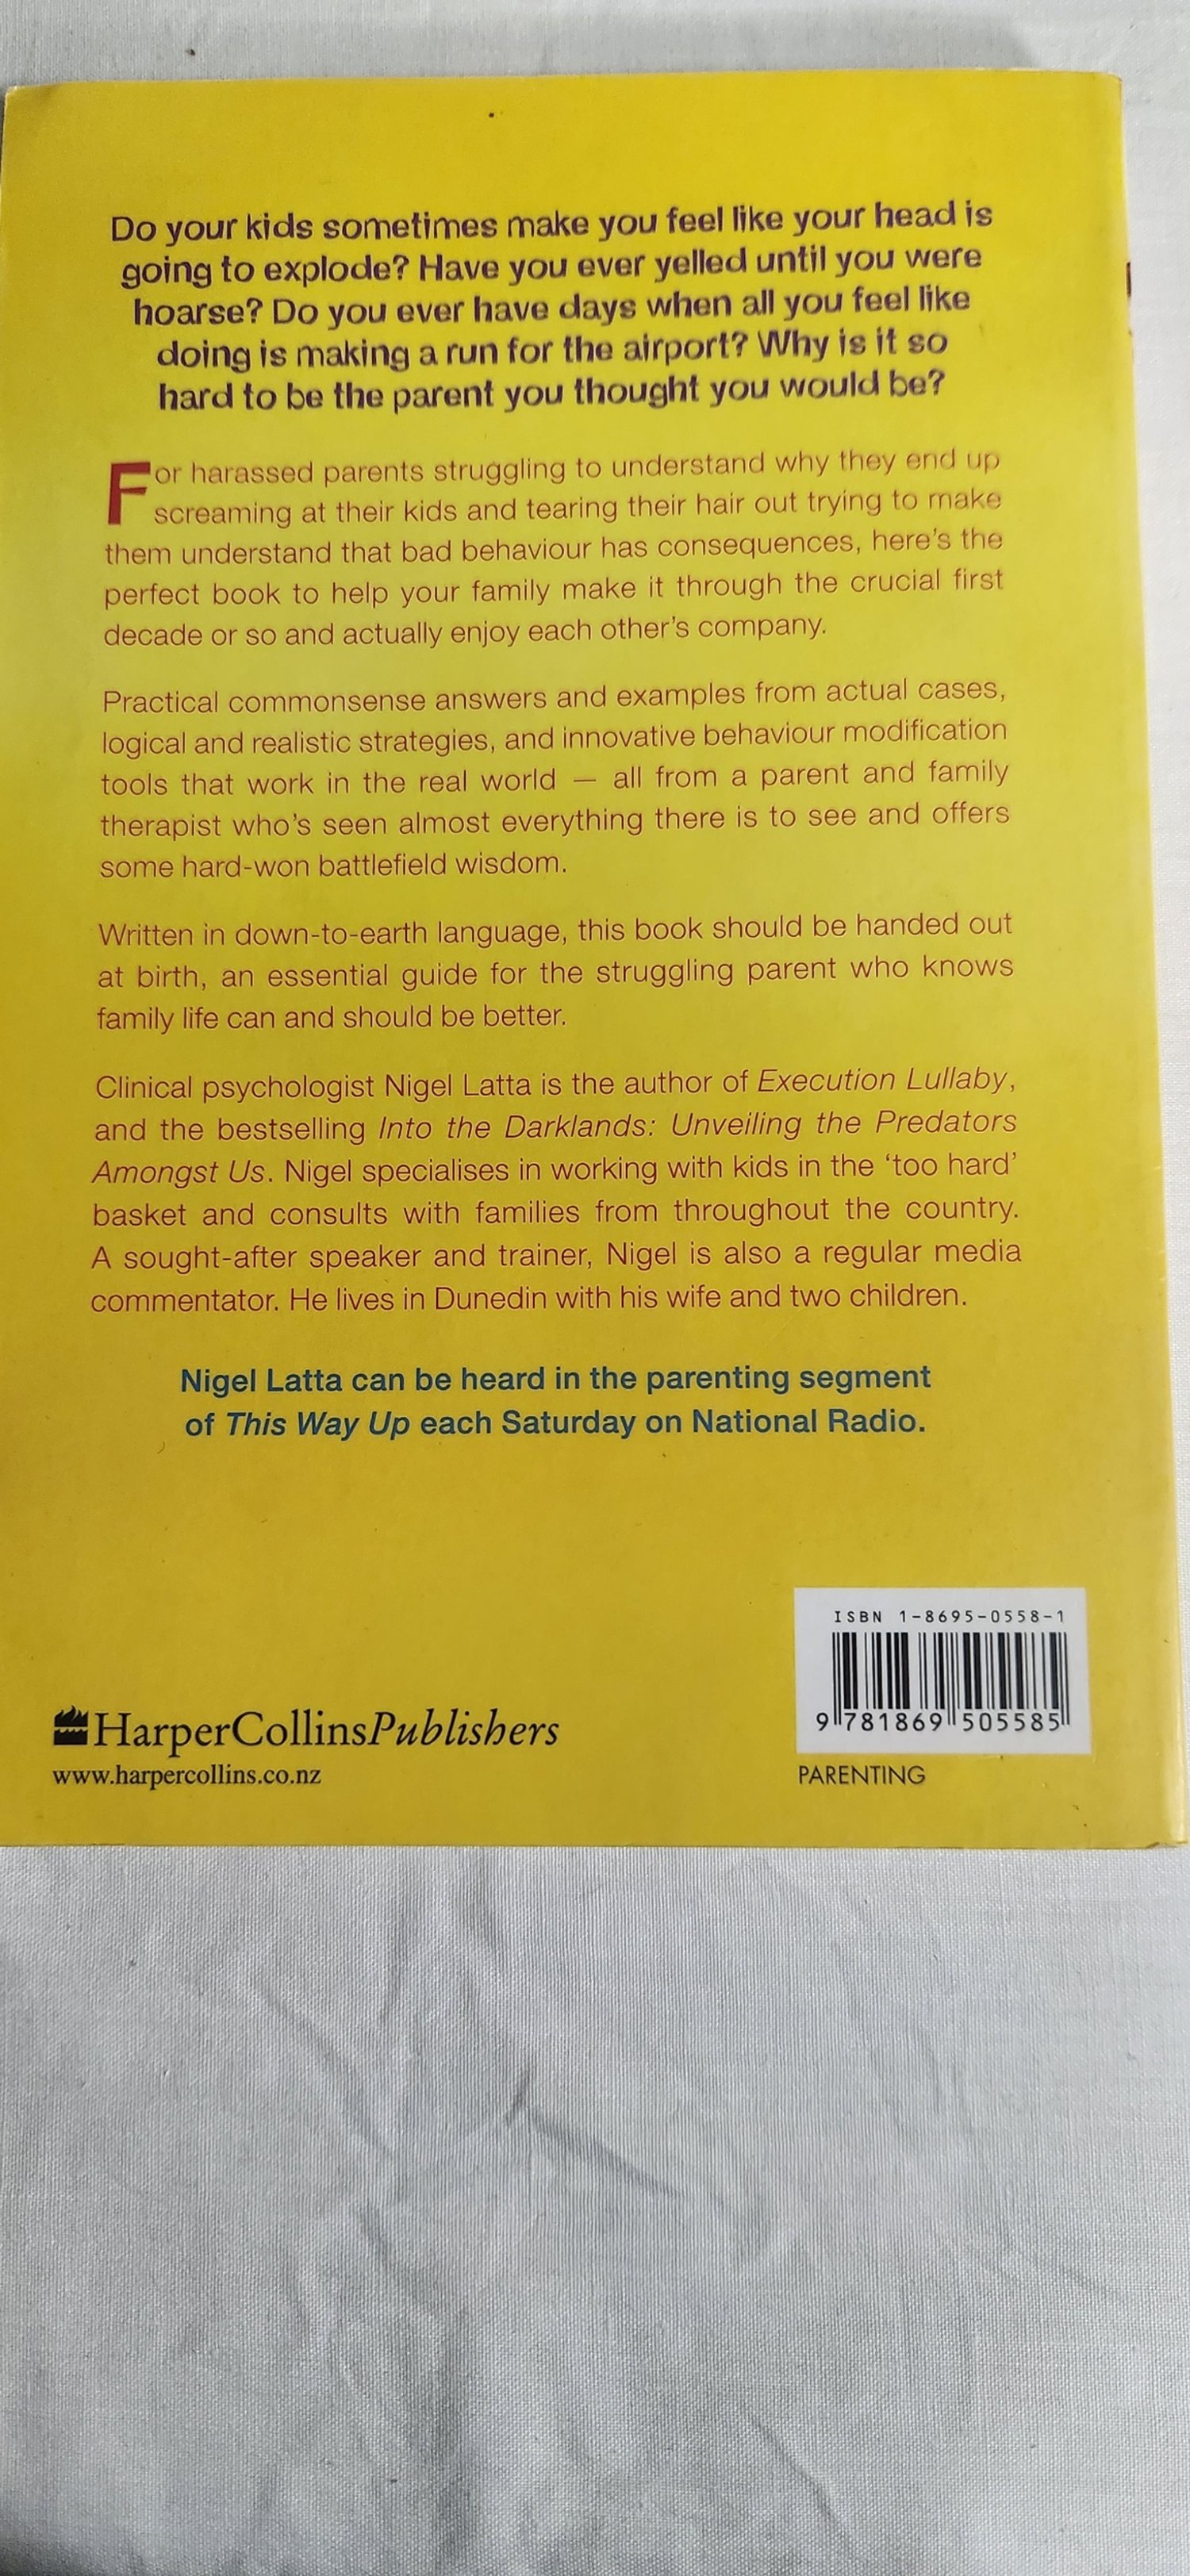 Do your kids sometimes make you feel like your head is
going to explode? Have you ever yelled until you were
hoarse? Do you ever have days when all you feel like
doing is making a run for the airport? Why is it so
hard to be the parent you thought you would be?
For harassed parents struggling to understand why they end up
screaming at their kids and tearing their hair out trying to make
them understand that bad behaviour has consequences, here's the
perfect book to help your family make it through the crucial first
decade or so and actually enjoy each other's company.
Practical commonsense answers and examples from actual cases,
logical and realistic strategies, and innovative behaviour modification
tools that work in the real world — all from a parent and family
therapist who's seen almost everything there is to see and offers
some hard-won battlefield wisdom.
Written in down-to-earth language, this book should be handed out
at birth, an essential guide for the struggling parent who knows
family life can and should be better.
Clinical psychologist Nigel Latta is the author of Execution Lullaby,
and the bestselling Into the Darklands: Unveiling the Predators
Amongst Us. Nigel specialises in working with kids in the 'too hard'
basket and consults with families from throughout the country.
A sought-after speaker and trainer, Nigel is also a regular media
commentator. He lives in Dunedin with his wife and two children.
Nigel Latta can be heard in the parenting segment
of This Way Up each Saturday on National Radio.
ISBN 1-8695-0558-1
9 781869 505585
HarperCollinsPublishers
www.harpercollins.co.nz
PARENTING